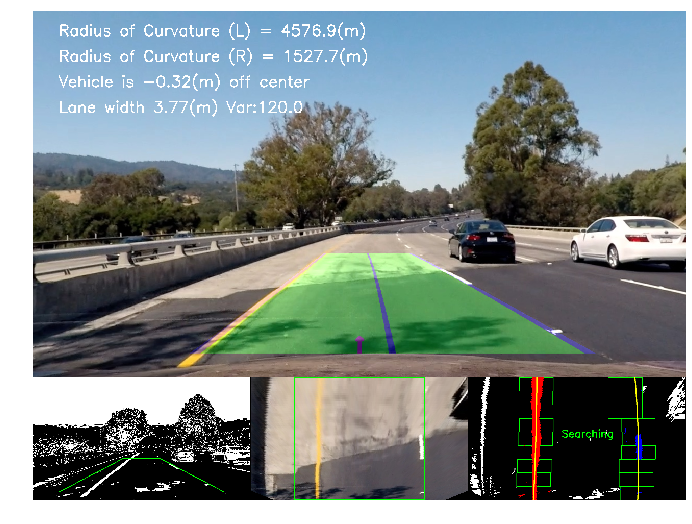 Radius of Curvature (L) = 4576.9(m)
Radius of Curvature (R) = 1527.7(m)
Vehicle is -0.32(m) off center
Lane width 3.77(m) Var:120.0
Searching